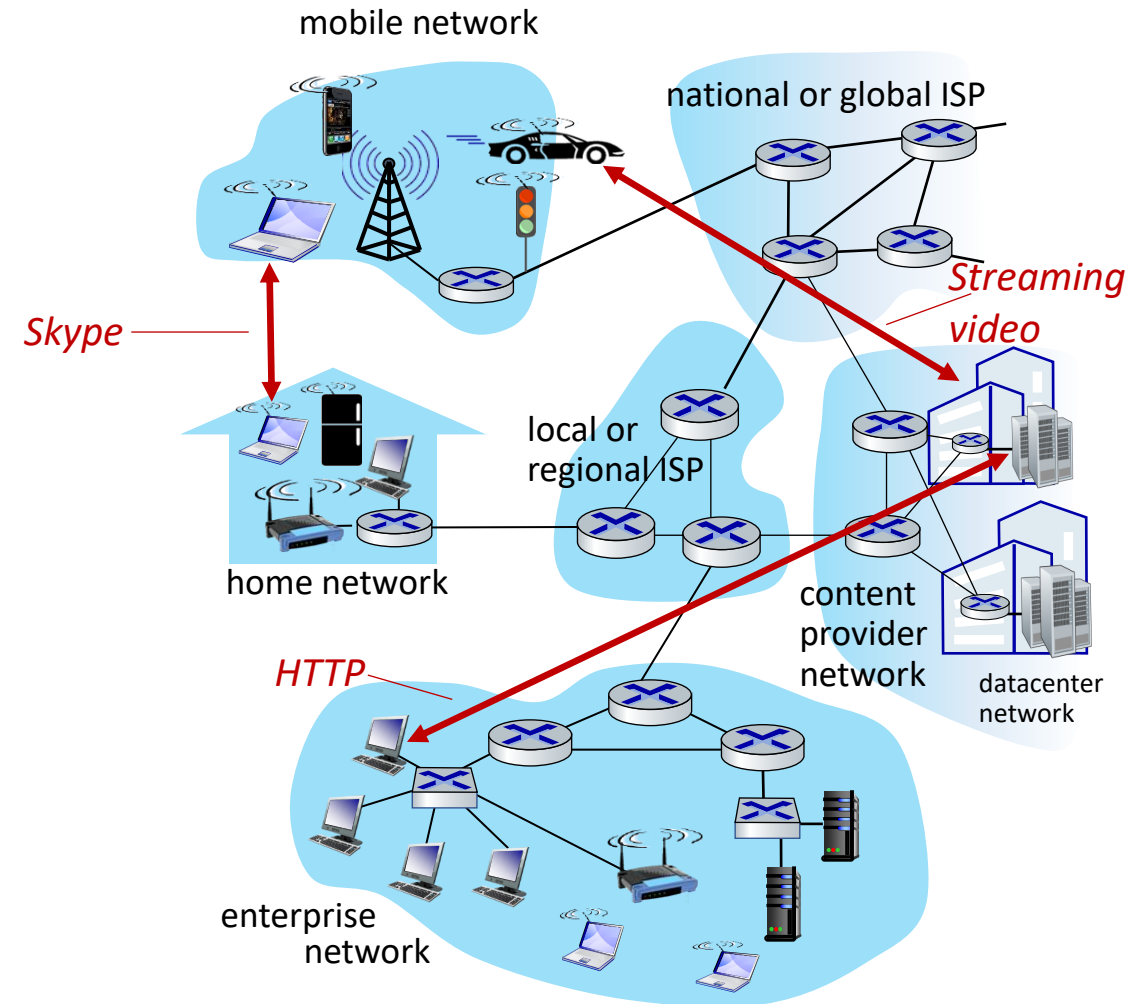 mobile network
national or global ISP
Streaming
video
Skype
local or
regional ISP
home network
content
provider
network
datacenter
network
HTTP
enterprise
network